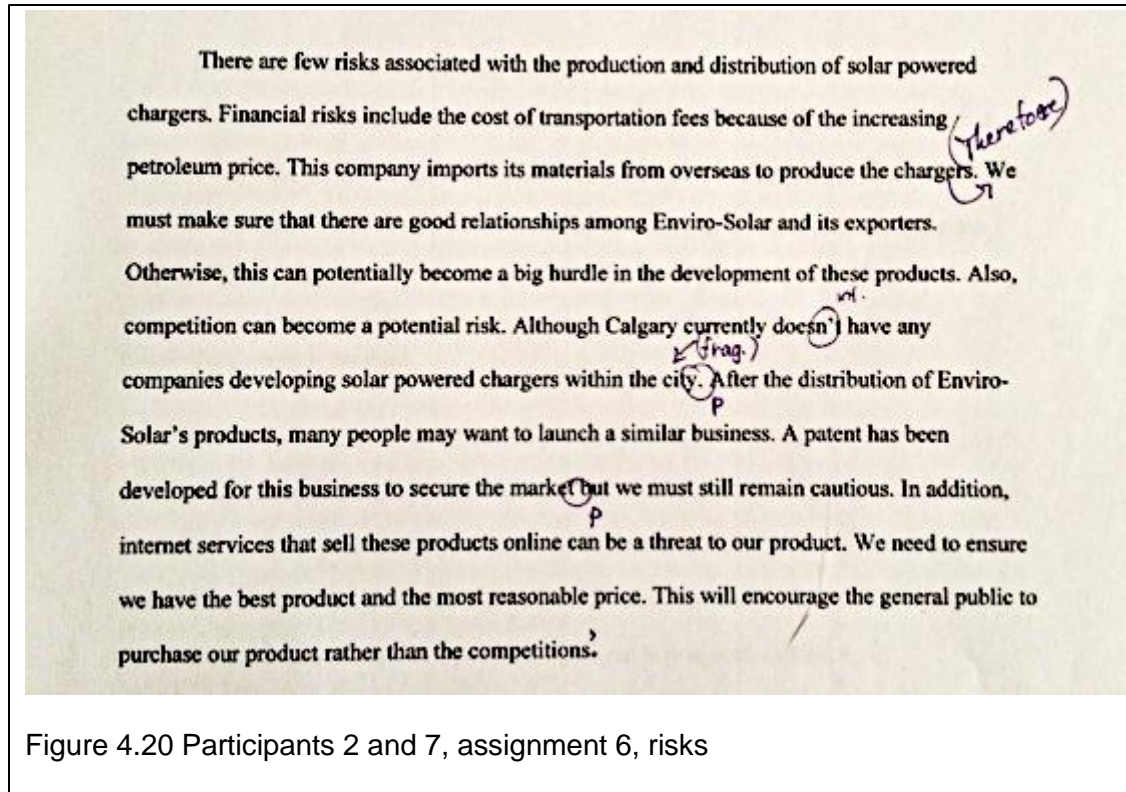 There are few risks associated with the production and distribution of solar powered
chargers. Financial risks include the cost of transportation fees because of the increasing
(Therefore)
petroleum price. This company imports its materials from overseas to produce the chargers. We
must make sure that there are good relationships among Enviro-Solar and its exporters.
Otherwise, this can potentially become a big hurdle in the development of these products. Also,
competition can become a potential risk. Although Calgary currently doesn't have any
(frag.)
companies developing solar powered chargers within the city. After the distribution of Enviro-
P
Solar's products, many people may want to launch a similar business. A patent has been
developed for this business to secure the market but we must still remain cautious. In addition,
P
internet services that sell these products online can be a threat to our product. We need to ensure
we have the best product and the most reasonable price. This will encourage the general public to
purchase our product rather than the competitions.
Figure 4.20 Participants 2 and 7, assignment 6, risks